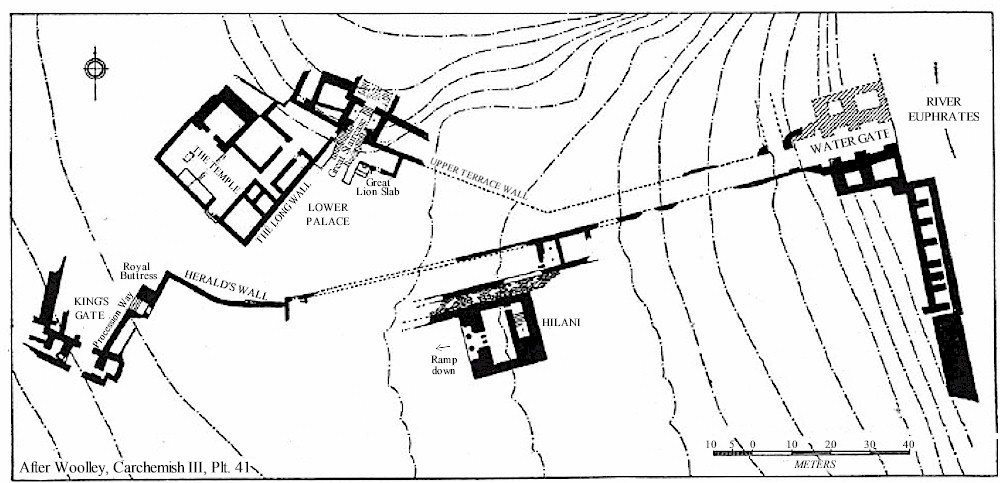 RIVER
EUPHRATES
WATER GATE
THE TEMPLE
Great
Great
Lion Slab
UPPER TERRACE WALL
THE LONG WALL
LOWER
PALACE
Royal
Buttress
HERALD'S WALL
KING'S
GATE
Procession Way
HILANI
Ramp
down
10 5 0 10 20 30 40
METERS
After Woolley, Carchemish III, Plt. 41